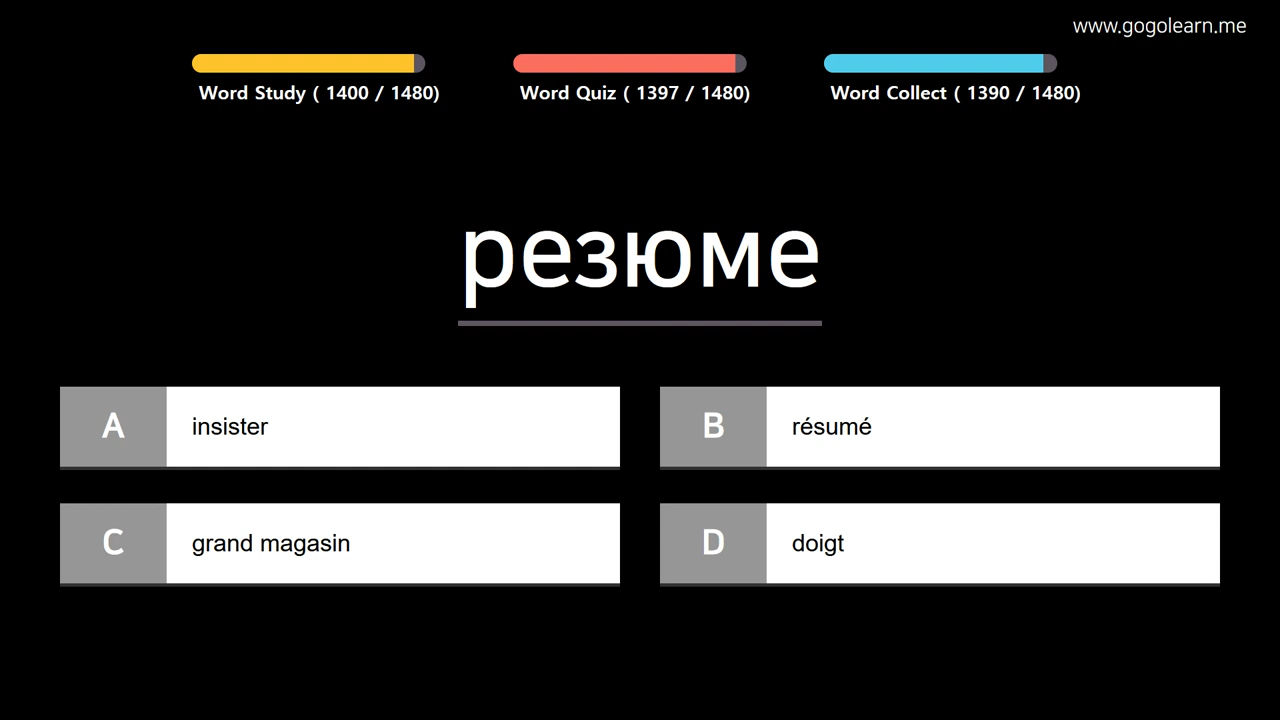 www.gogolearn.me
Word Study ( 1400 / 1480)
Word Quiz ( 1397 / 1480)
Word Collect ( 1390 / 1480)
резюме
A insister
B résumé
C grand magasin
D doigt